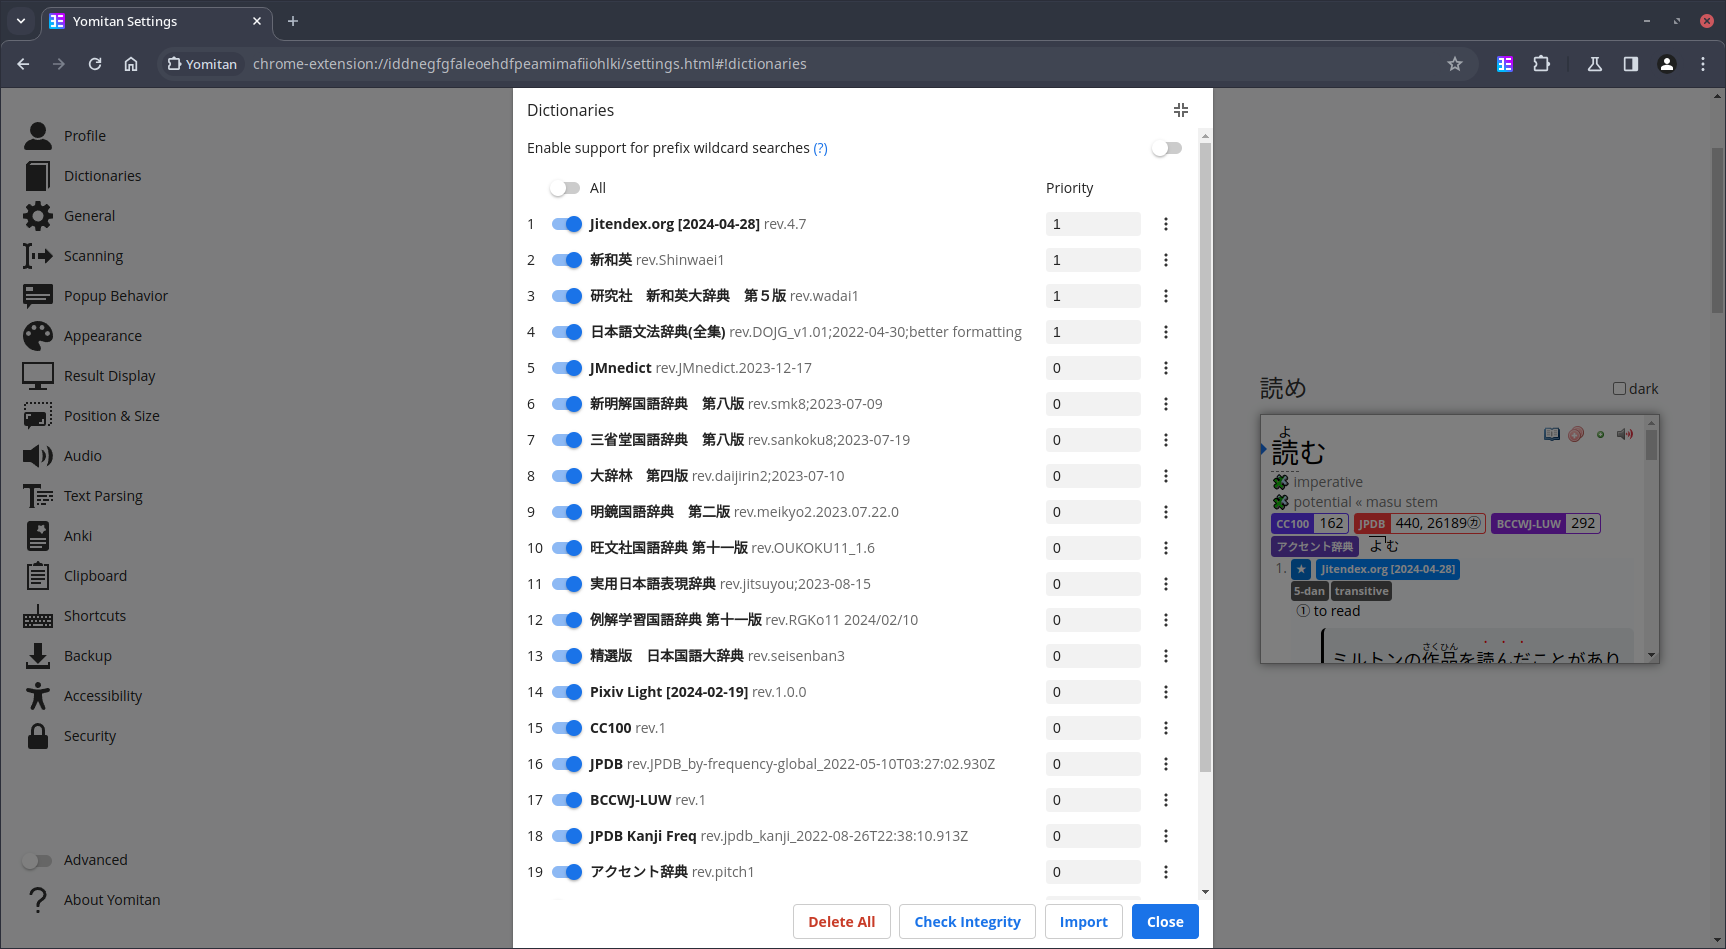 Yomitan Settings
Yomitan
chrome-extension://iddnegfgfaleoehdfpeamimafiiohlki/settings.html#!dictionaries
Profile
Dictionaries
General
Scanning
Popup Behavior
Appearance
Result Display
Position & Size
Audio
Text Parsing
Anki
Clipboard
Shortcuts
Backup
Accessibility
Security
Advanced
About Yomitan
Dictionaries
Enable support for prefix wildcard searches (?)
All Priority
1 Jitendex.org [2024-04-28] rev.4.7 1
2 新和英 rev.Shinwaei1 1
3 研究社　新和英大辞典　第５版 rev.wadai1 1
4 日本語文法辞典(全集) rev.DOJG_v1.01;2022-04-30;better formatting 1
5 JMnedict rev.JMnedict.2023-12-17 0
6 新明解国語辞典　第八版 rev.smk8;2023-07-09 0
7 三省堂国語辞典　第八版 rev.sankoku8;2023-07-19 0
8 大辞林　第四版 rev.daijirin2;2023-07-10 0
9 明鏡国語辞典　第二版 rev.meikyo2.2023.07.22.0 0
10 旺文社国語辞典 第十一版 rev.OUKOKU11_1.6 0
11 実用日本語表現辞典 rev.jitsuyou;2023-08-15 0
12 例解学習国語辞典 第十一版 rev.RGKo11 2024/02/10 0
13 精選版　日本国語大辞典 rev.seisenban3 0
14 Pixiv Light [2024-02-19] rev.1.0.0 0
15 CC100 rev.1 0
16 JPDB rev.JPDB_by-frequency-global_2022-05-10T03:27:02.930Z 0
17 BCCWJ-LUW rev.1 0
18 JPDB Kanji Freq rev.jpdb_kanji_2022-08-26T22:38:10.913Z 0
19 アクセント辞典 rev.pitch1 0
Delete All Check Integrity Import Close
読め dark
よ
読む
imperative
potential « masu stem
CC100 162 JPDB 440, 26189㋕ BCCWJ-LUW 292
アクセント辞典 よむ
1. ★ Jitendex.org [2024-04-28]
5-dan transitive
① to read
さくひん
ミルトンの作品を読んだことがあり